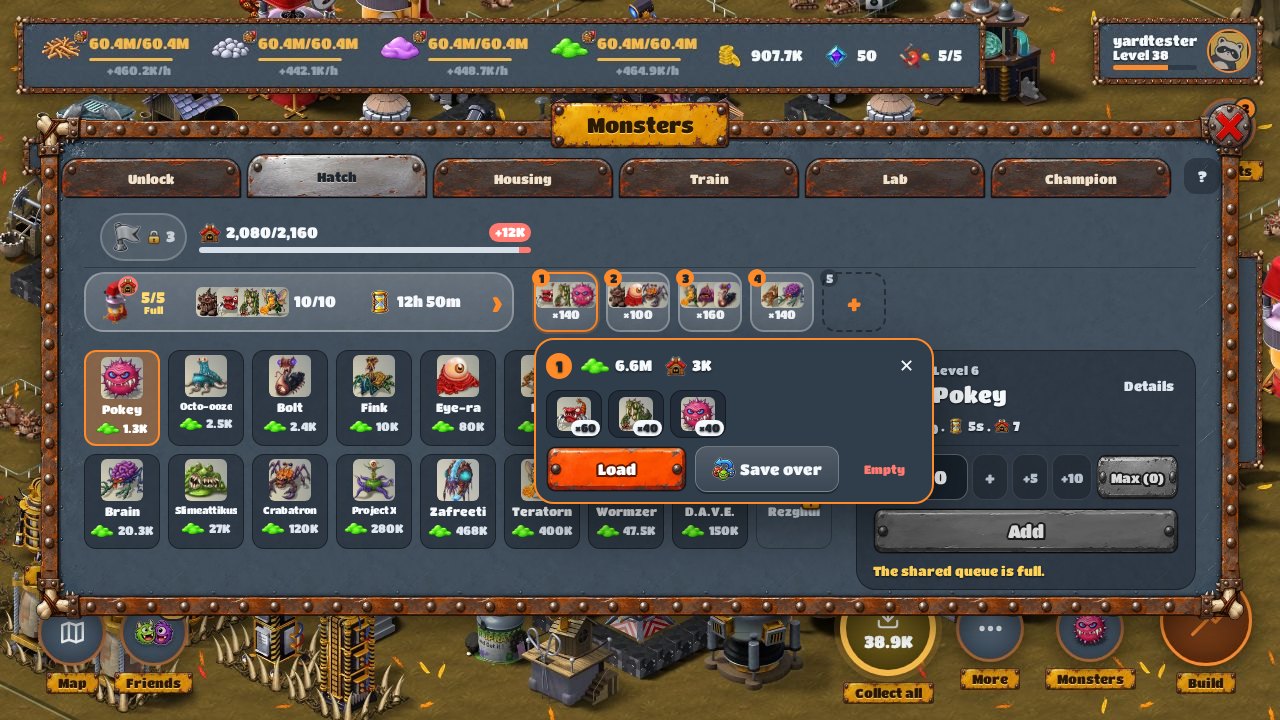 60.4M/60.4M
+460.2K/h
60.4M/60.4M
+442.1K/h
60.4M/60.4M
+448.7K/h
60.4M/60.4M
+464.9K/h
907.7K
50
5/5
yardtester
Level 38
Monsters
Unlock
Hatch
Housing
Train
Lab
Champion
?
3
2,080/2,160
+12K
5/5
Full
10/10
12h 50m
1
×140
2
×100
3
×160
4
×140
5
+
1
6.6M
3K
×60
×40
×40
Load
Save over
Empty
Pokey
1.3K
Octo-ooze
2.5K
Bolt
2.4K
Fink
10K
Eye-ra
80K
Brain
20.3K
Slimeattikus
27K
Crabatron
120K
Project X
280K
Zafreeti
468K
Teratorn
400K
Wormzer
47.5K
D.A.V.E.
150K
Rezghul
Level 6
Pokey
Details
5s.
7
0
+
+5
+10
Max (0)
Add
The shared queue is full.
Map
Friends
38.9K
Collect all
More
Monsters
Build